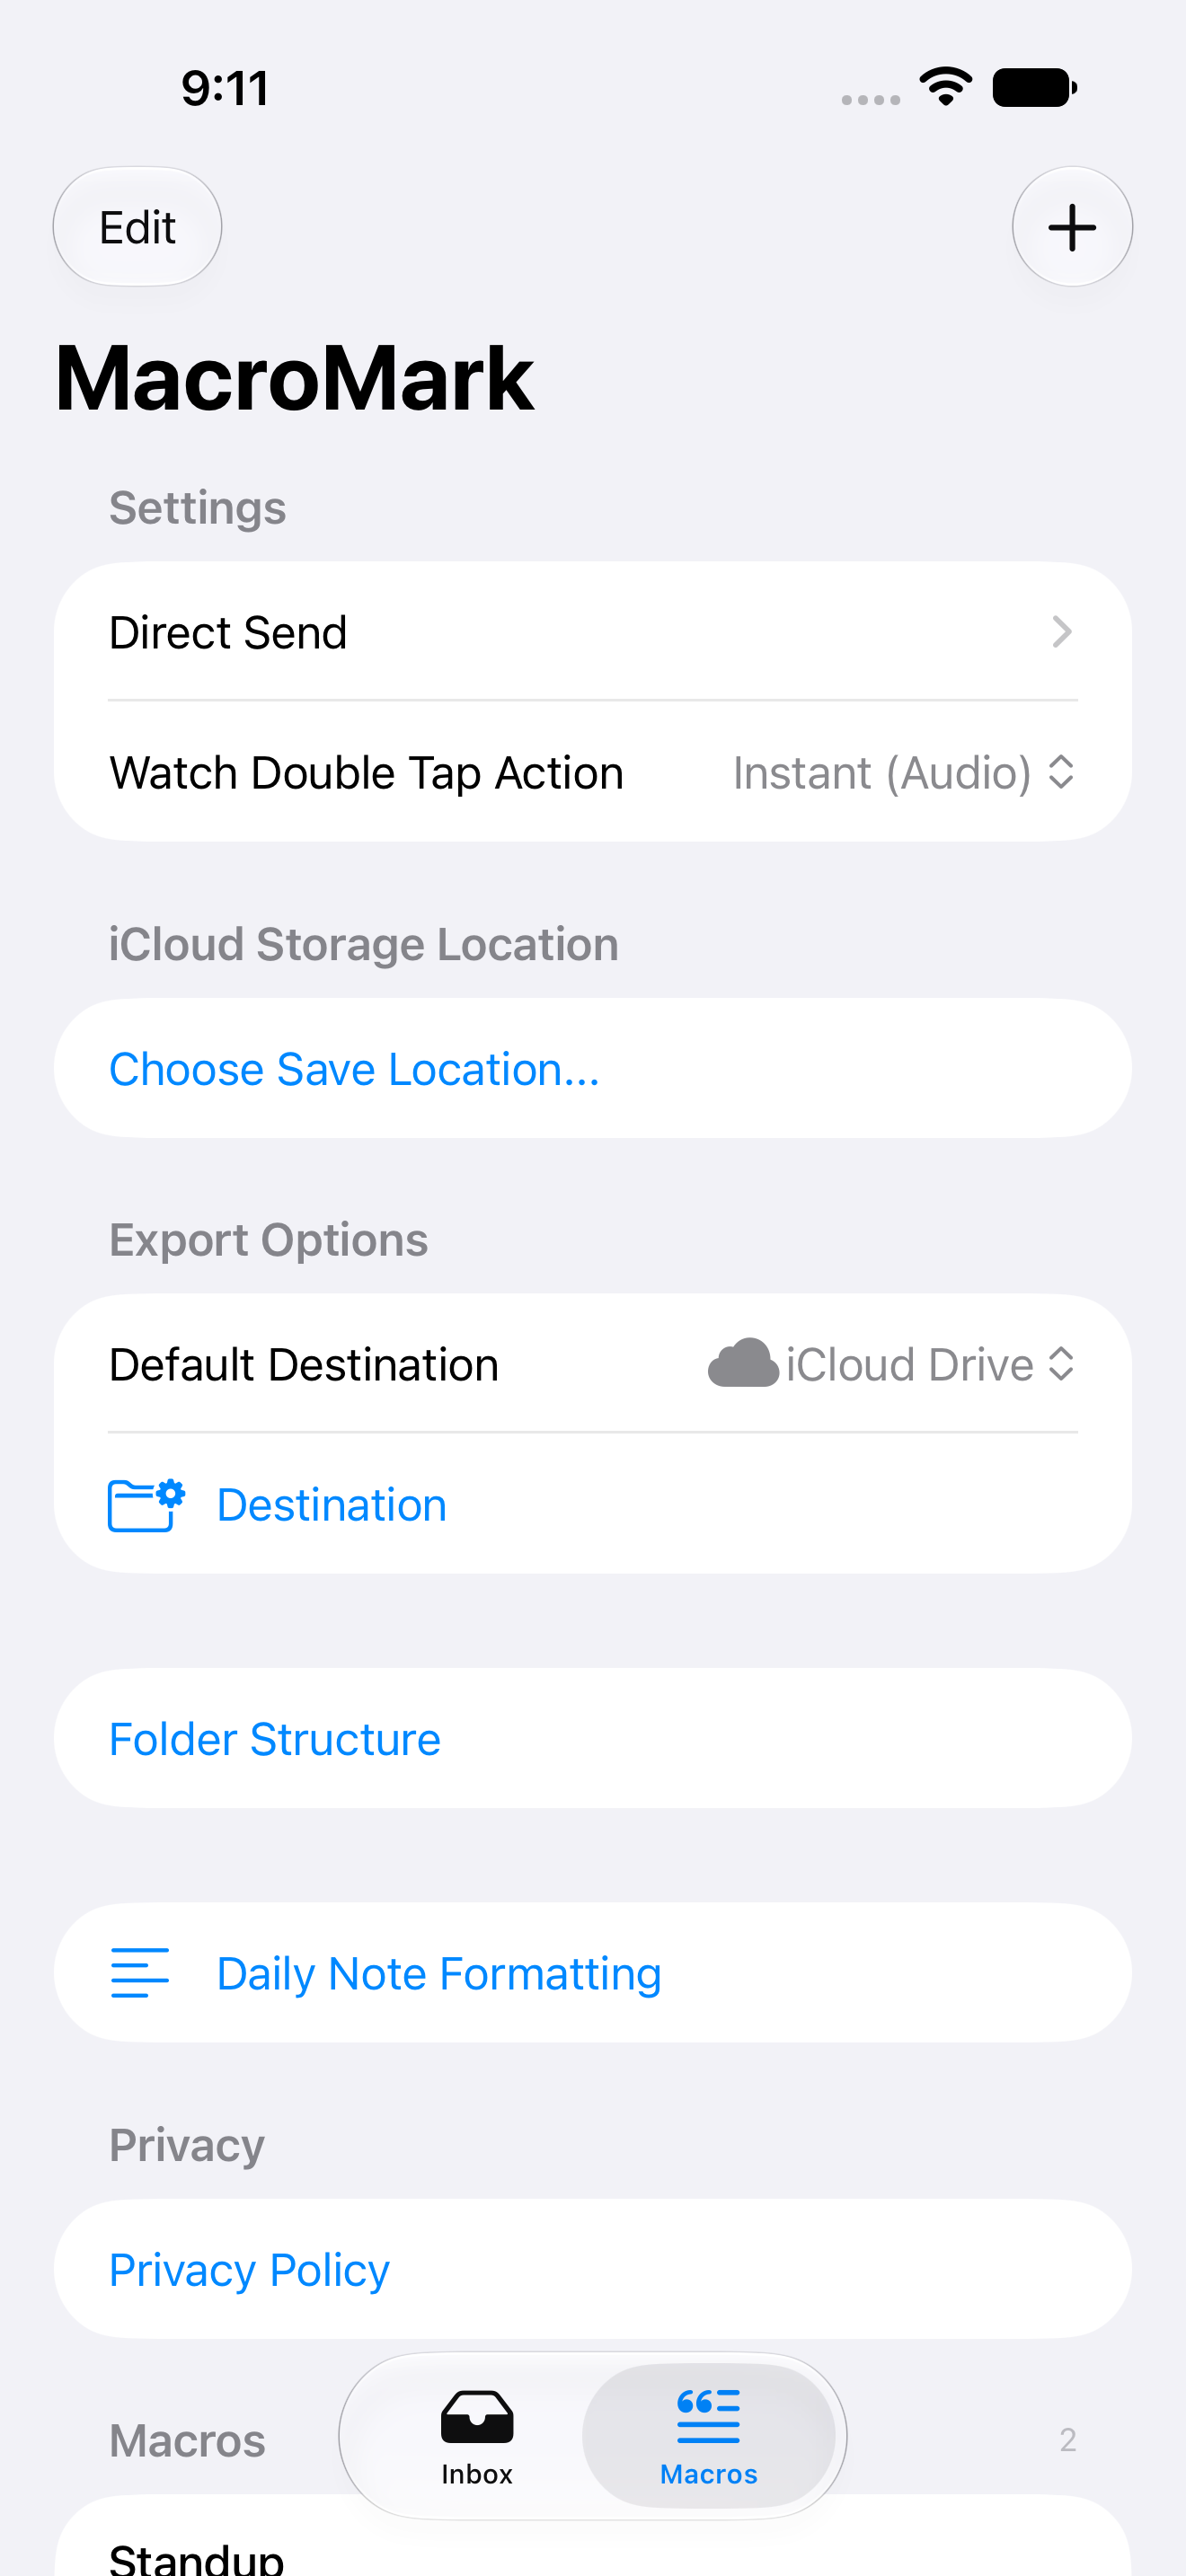 9:11
Edit
MacroMark
Settings
Direct Send
Watch Double Tap Action Instant (Audio)
iCloud Storage Location
Choose Save Location...
Export Options
Default Destination iCloud Drive
Destination
Folder Structure
Daily Note Formatting
Privacy
Privacy Policy
Macros 2
Inbox Macros
Standup